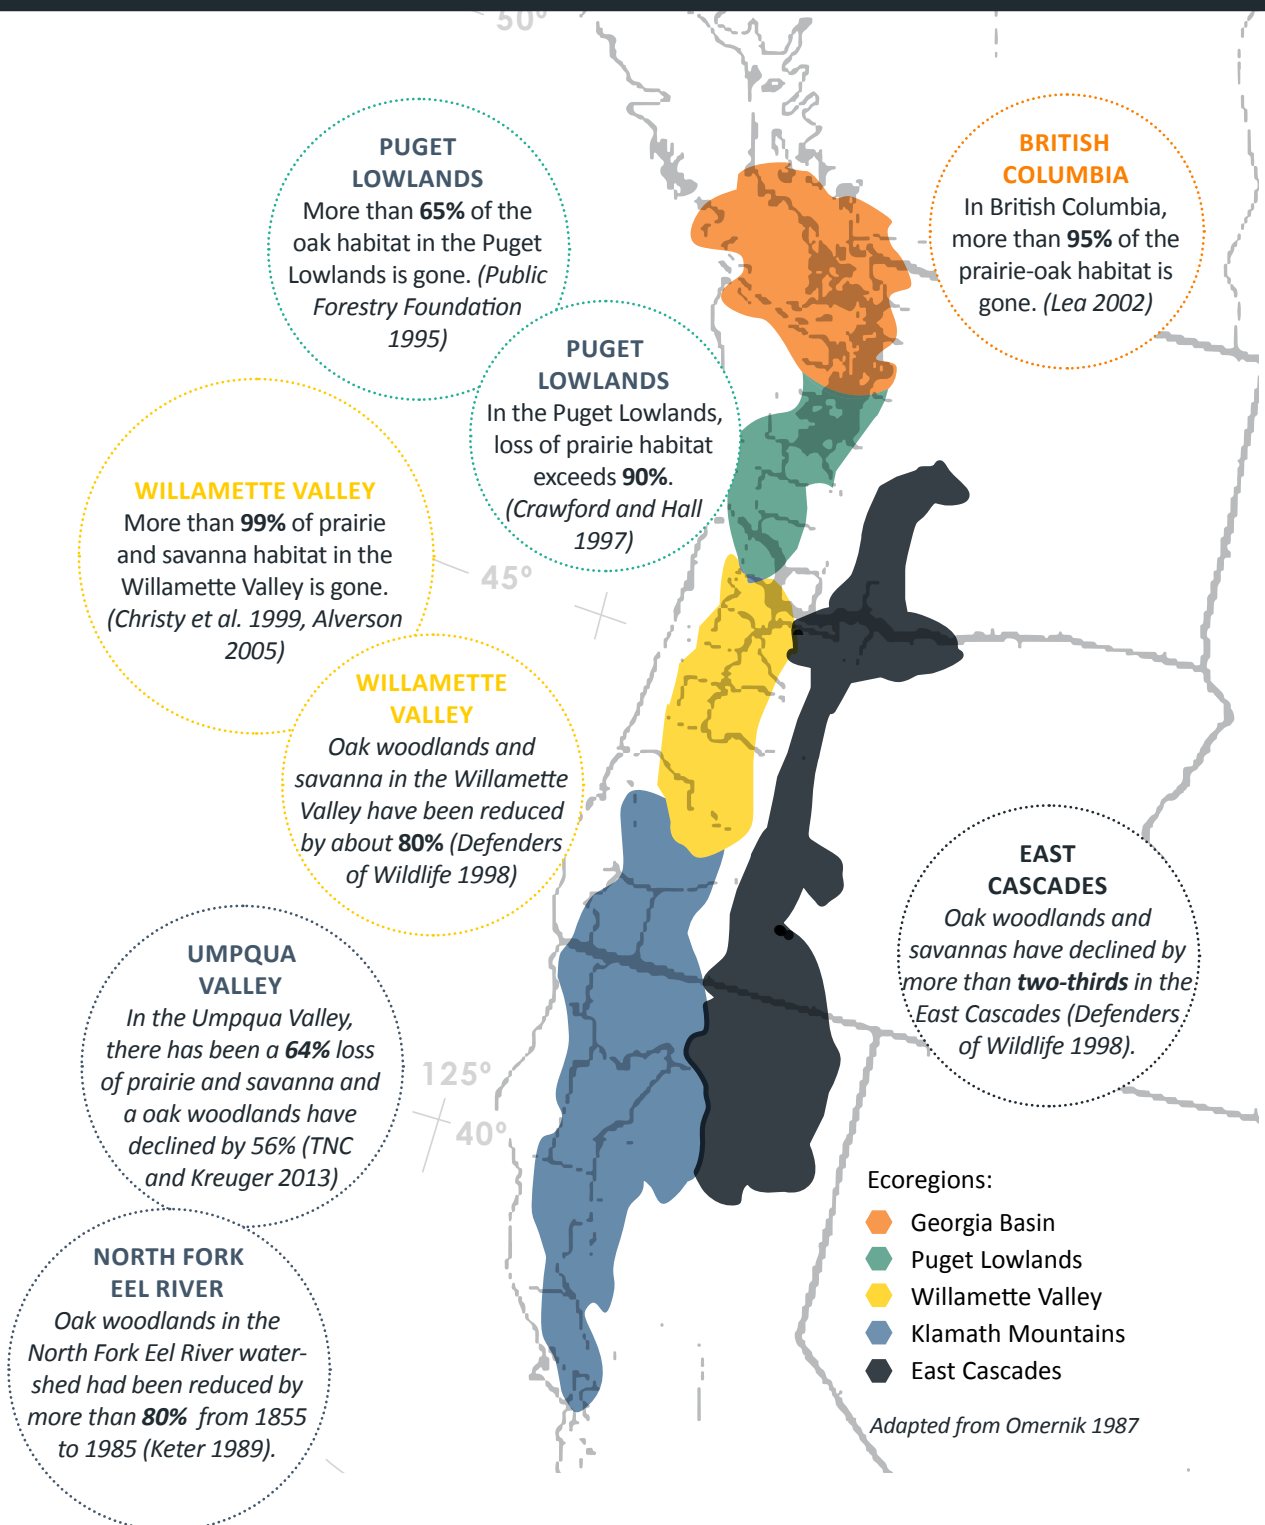 50º
PUGET
LOWLANDS
More than 65% of the
oak habitat in the Puget
Lowlands is gone. (Public
Forestry Foundation
1995)
BRITISH
COLUMBIA
In British Columbia,
more than 95% of the
prairie-oak habitat is
gone. (Lea 2002)
PUGET
LOWLANDS
In the Puget Lowlands,
loss of prairie habitat
exceeds 90%.
(Crawford and Hall
1997)
WILLAMETTE VALLEY
More than 99% of prairie
and savanna habitat in the
Willamette Valley is gone.
(Christy et al. 1999, Alverson
2005)
45º
WILLAMETTE
VALLEY
Oak woodlands and
savanna in the Willamette
Valley have been reduced
by about 80% (Defenders
of Wildlife 1998)
EAST
CASCADES
Oak woodlands and
savannas have declined by
more than two-thirds in the
East Cascades (Defenders
of Wildlife 1998).
UMPQUA
VALLEY
In the Umpqua Valley,
there has been a 64% loss
of prairie and savanna and
a oak woodlands have
declined by 56% (TNC
and Kreuger 2013)
125º
40º
NORTH FORK
EEL RIVER
Oak woodlands in the
North Fork Eel River water-
shed had been reduced by
more than 80% from 1855
to 1985 (Keter 1989).
Ecoregions:
Georgia Basin
Puget Lowlands
Willamette Valley
Klamath Mountains
East Cascades
Adapted from Omernik 1987